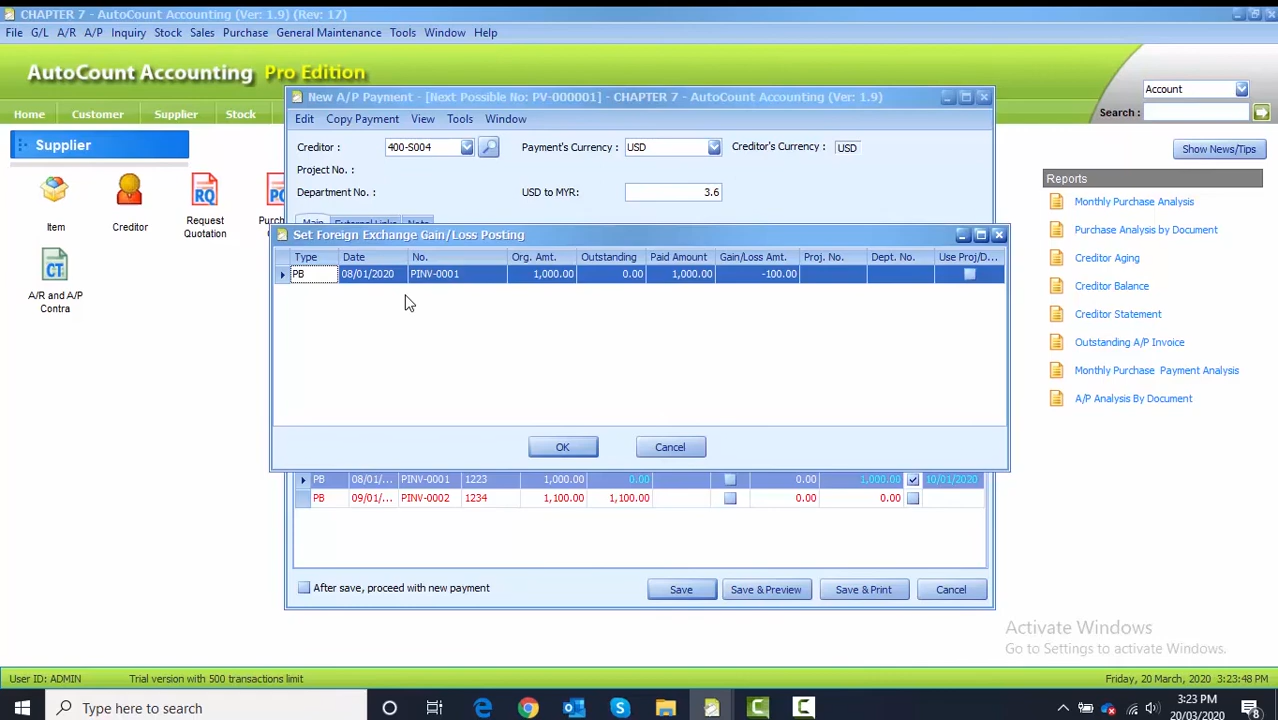 CHAPTER 7 - AutoCount Accounting (Ver: 1.9) (Rev: 17)
File G/L A/R A/P Inquiry Stock Sales Purchase General Maintenance Tools Window Help
AutoCount Accounting Pro Edition
Account
Search :
Home Customer Supplier Stock
Supplier
Show News/Tips
Item
Creditor
Request
Quotation
A/R and A/P
Contra
New A/P Payment - [Next Possible No: PV-000001] - CHAPTER 7 - AutoCount Accounting (Ver: 1.9)
Edit Copy Payment View Tools Window
Creditor : 400-S004 Payment's Currency : USD Creditor's Currency : USD
Project No. :
Department No. : USD to MYR: 3.6
Main External Links Note
Set Foreign Exchange Gain/Loss Posting
Type Date No. Org. Amt. Outstanding Paid Amount Gain/Loss Amt. Proj. No. Dept. No. Use Proj/D...
PB 08/01/2020 PINV-0001 1,000.00 0.00 1,000.00 -100.00
OK Cancel
PB 08/01/... PINV-0001 1223 1,000.00 0.00 0.00 1,000.00 10/01/2020
PB 09/01/... PINV-0002 1234 1,100.00 1,100.00 0.00 0.00
After save, proceed with new payment
Save Save & Preview Save & Print Cancel
Reports
Monthly Purchase Analysis
Purchase Analysis by Document
Creditor Aging
Creditor Balance
Creditor Statement
Outstanding A/P Invoice
Monthly Purchase Payment Analysis
A/P Analysis By Document
Activate Windows
Go to Settings to activate Windows.
User ID: ADMIN Trial version with 500 transactions limit Friday, 20 March, 2020 3:23:48 PM
Type here to search
3:23 PM
20/03/2020
8